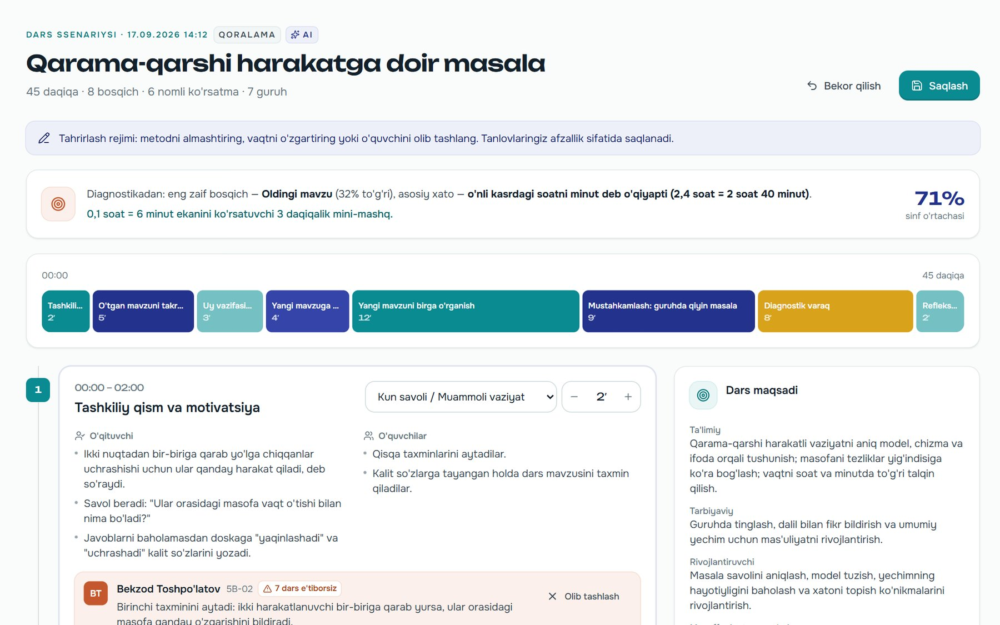 DARS SSENARIYSI · 17.09.2026 14:12 QORALAMA AI
Qarama-qarshi harakatga doir masala
45 daqiqa · 8 bosqich · 6 nomli ko'rsatma · 7 guruh
Bekor qilish
Saqlash
Tahrirlash rejimi: metodni almashtiring, vaqtni o'zgartiring yoki o'quvchini olib tashlang. Tanlovlaringiz afzallik sifatida saqlanadi.
Diagnostikadan: eng zaif bosqich — Oldingi mavzu (32% to'g'ri), asosiy xato — o'nli kasrdagi soatni minut deb o'qiyapti (2,4 soat = 2 soat 40 minut).
0,1 soat = 6 minut ekanini ko'rsatuvchi 3 daqiqalik mini-mashq.
71%
sinf o'rtachasi
00:00
45 daqiqa
Tashkili...
2′
O'tgan mavzuni takr...
5′
Uy vazifasi...
3′
Yangi mavzuga ...
4′
Yangi mavzuni birga o'rganish
12′
Mustahkamlash: guruhda qiyin masala
9′
Diagnostik varaq
8′
Refleks...
2′
1
00:00 – 02:00
Tashkiliy qism va motivatsiya
Kun savoli / Muammoli vaziyat
− 2′ +
O'qituvchi
• Ikki nuqtadan bir-biriga qarab yo'lga chiqqanlar
uchrashishi uchun ular qanday harakat qiladi, deb
so'raydi.
• Savol beradi: "Ular orasidagi masofa vaqt o'tishi bilan
nima bo'ladi?"
• Javoblarni baholamasdan doskaga "yaqinlashadi" va
"uchrashadi" kalit so'zlarini yozadi.
O'quvchilar
• Qisqa taxminlarini aytadilar.
• Kalit so'zlarga tayangan holda dars mavzusini taxmin
qiladilar.
BT
Bekzod Toshpo'latov 5B-02 7 dars e'tiborsiz
Birinchi taxminini aytadi: ikki harakatlanuvchi bir-biriga qarab yursa, ular orasidagi
masofa qanday o'zgarishini bildiradi.
Olib tashlash
Dars maqsadi
Ta'limiy
Qarama-qarshi harakatli vaziyatni aniq model, chizma va
ifoda orqali tushunish; masofani tezliklar yig'indisiga
ko'ra bog'lash; vaqtni soat va minutda to'g'ri talqin
qilish.
Tarbiyaviy
Guruhda tinglash, dalil bilan fikr bildirish va umumiy
yechim uchun mas'uliyatni rivojlantirish.
Rivojlantiruvchi
Masala savolini aniqlash, model tuzish, yechimning
hayotiyligini baholash va xatoni topish ko'nikmalarini
rivojlantirish.